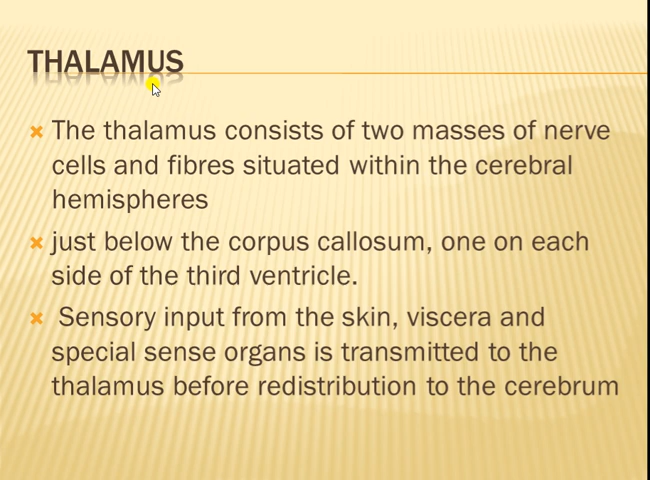 THALAMUS
The thalamus consists of two masses of nerve
cells and fibres situated within the cerebral
hemispheres
just below the corpus callosum, one on each
side of the third ventricle.
Sensory input from the skin, viscera and
special sense organs is transmitted to the
thalamus before redistribution to the cerebrum